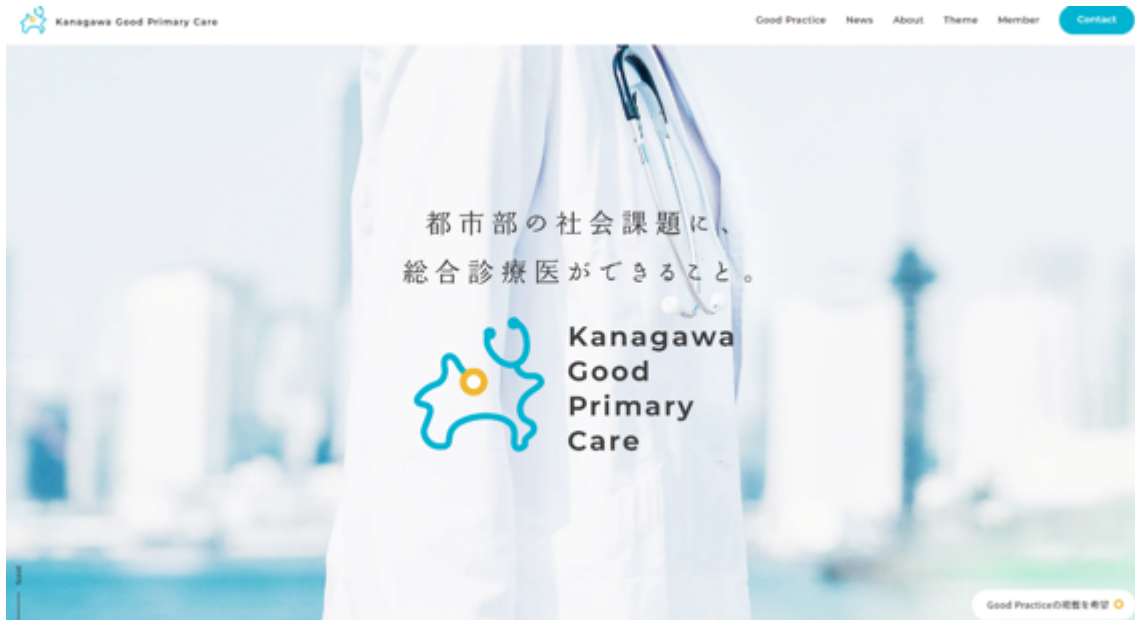 Kanagawa Good Primary Care
Good Practice News About Theme Member Contact
都市部の社会課題に、
総合診療医ができること。
Kanagawa
Good
Primary
Care
Scroll
Good Practiceの掲載を希望